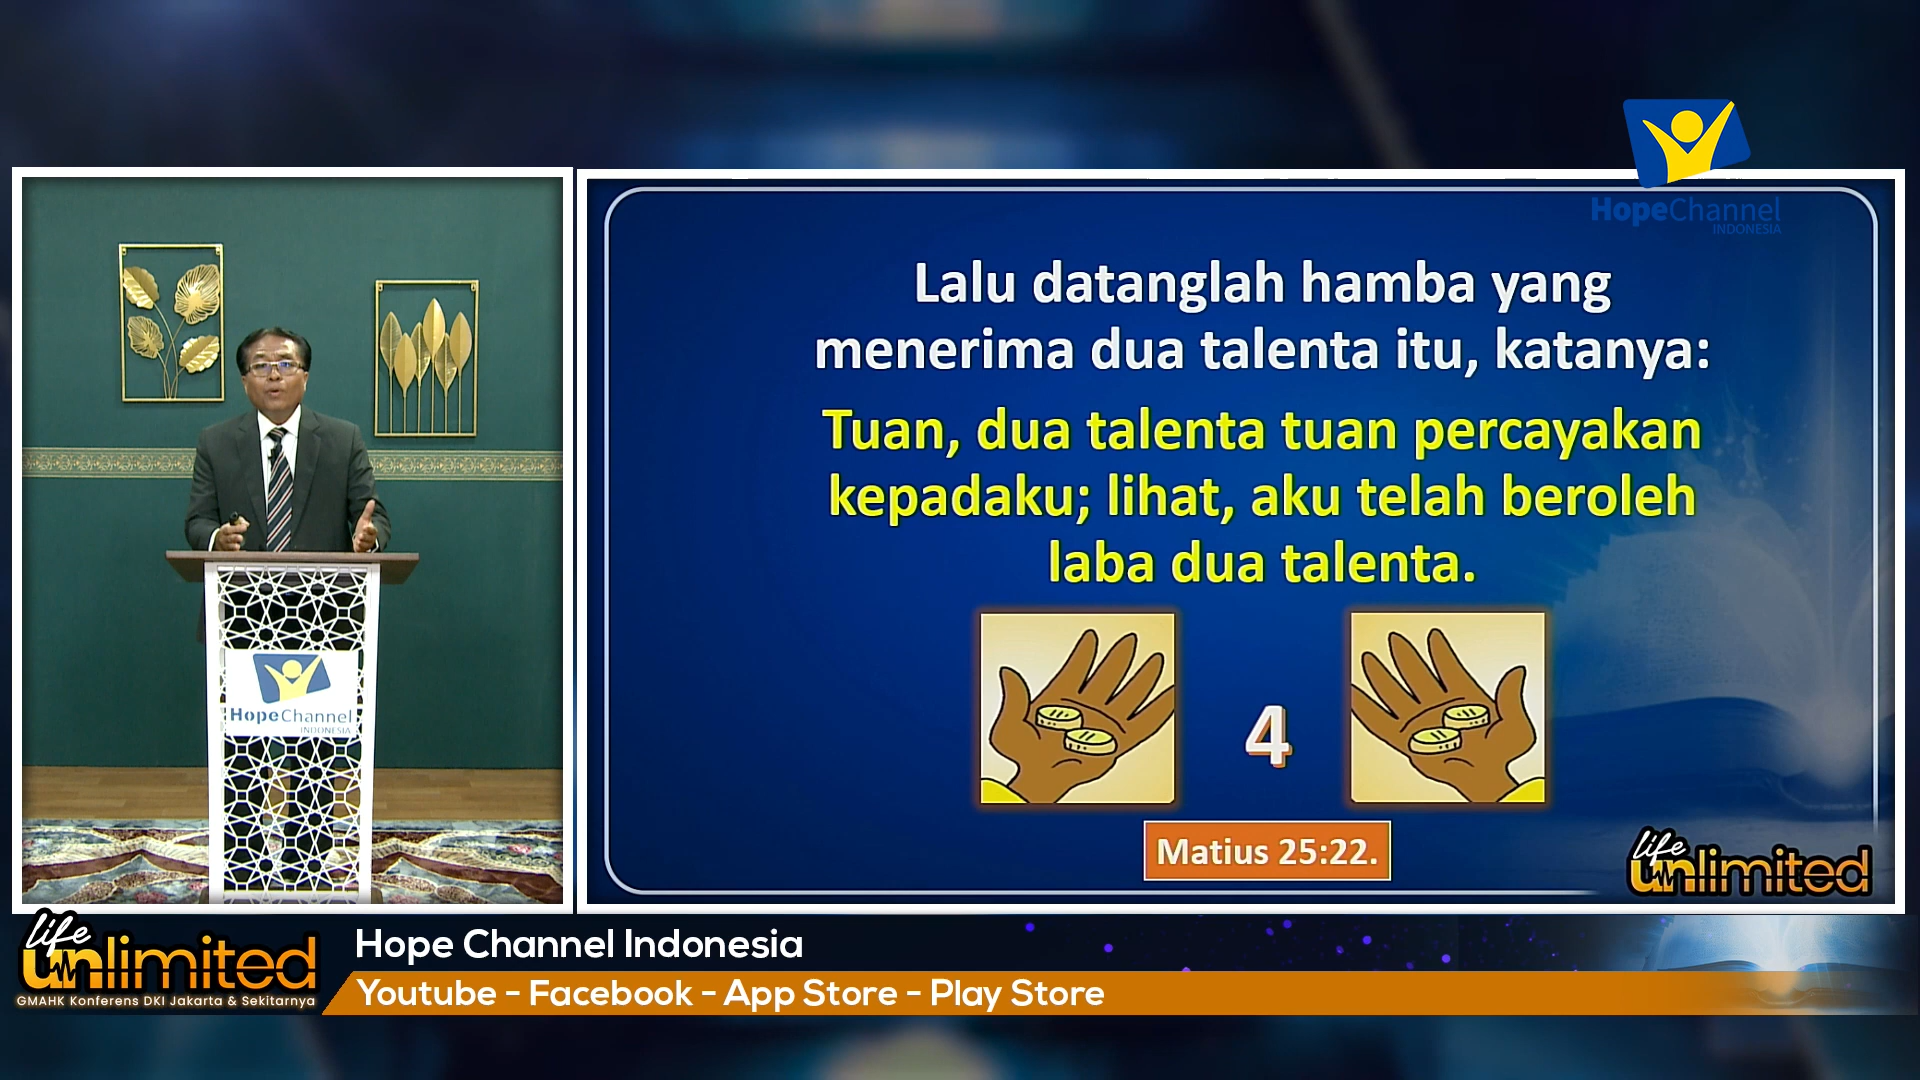 HopeChannel
INDONESIA
Lalu datanglah hamba yang
menerima dua talenta itu, katanya:
Tuan, dua talenta tuan percayakan
kepadaku; lihat, aku telah beroleh
laba dua talenta.
4
Matius 25:22.
life
unlimited
HopeChannel
INDONESIA
life
unlimited
GMAHK Konferens DKI Jakarta & Sekitarnya
Hope Channel Indonesia
Youtube - Facebook - App Store - Play Store